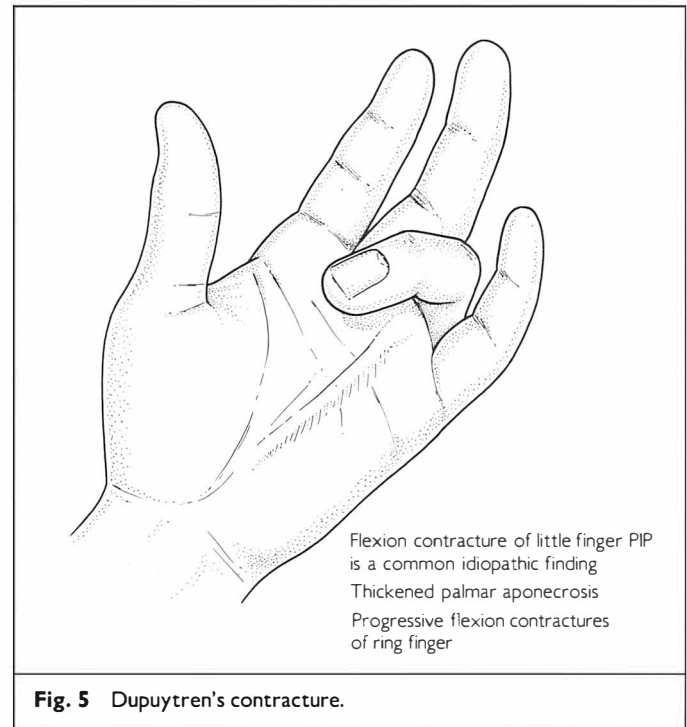 Flexion contracture of little finger PIP
is a common idiopathic finding
Thickened palmar aponecrosis
Progressive flexion contractures
of ring finger
Fig. 5 Dupuytren's contracture.